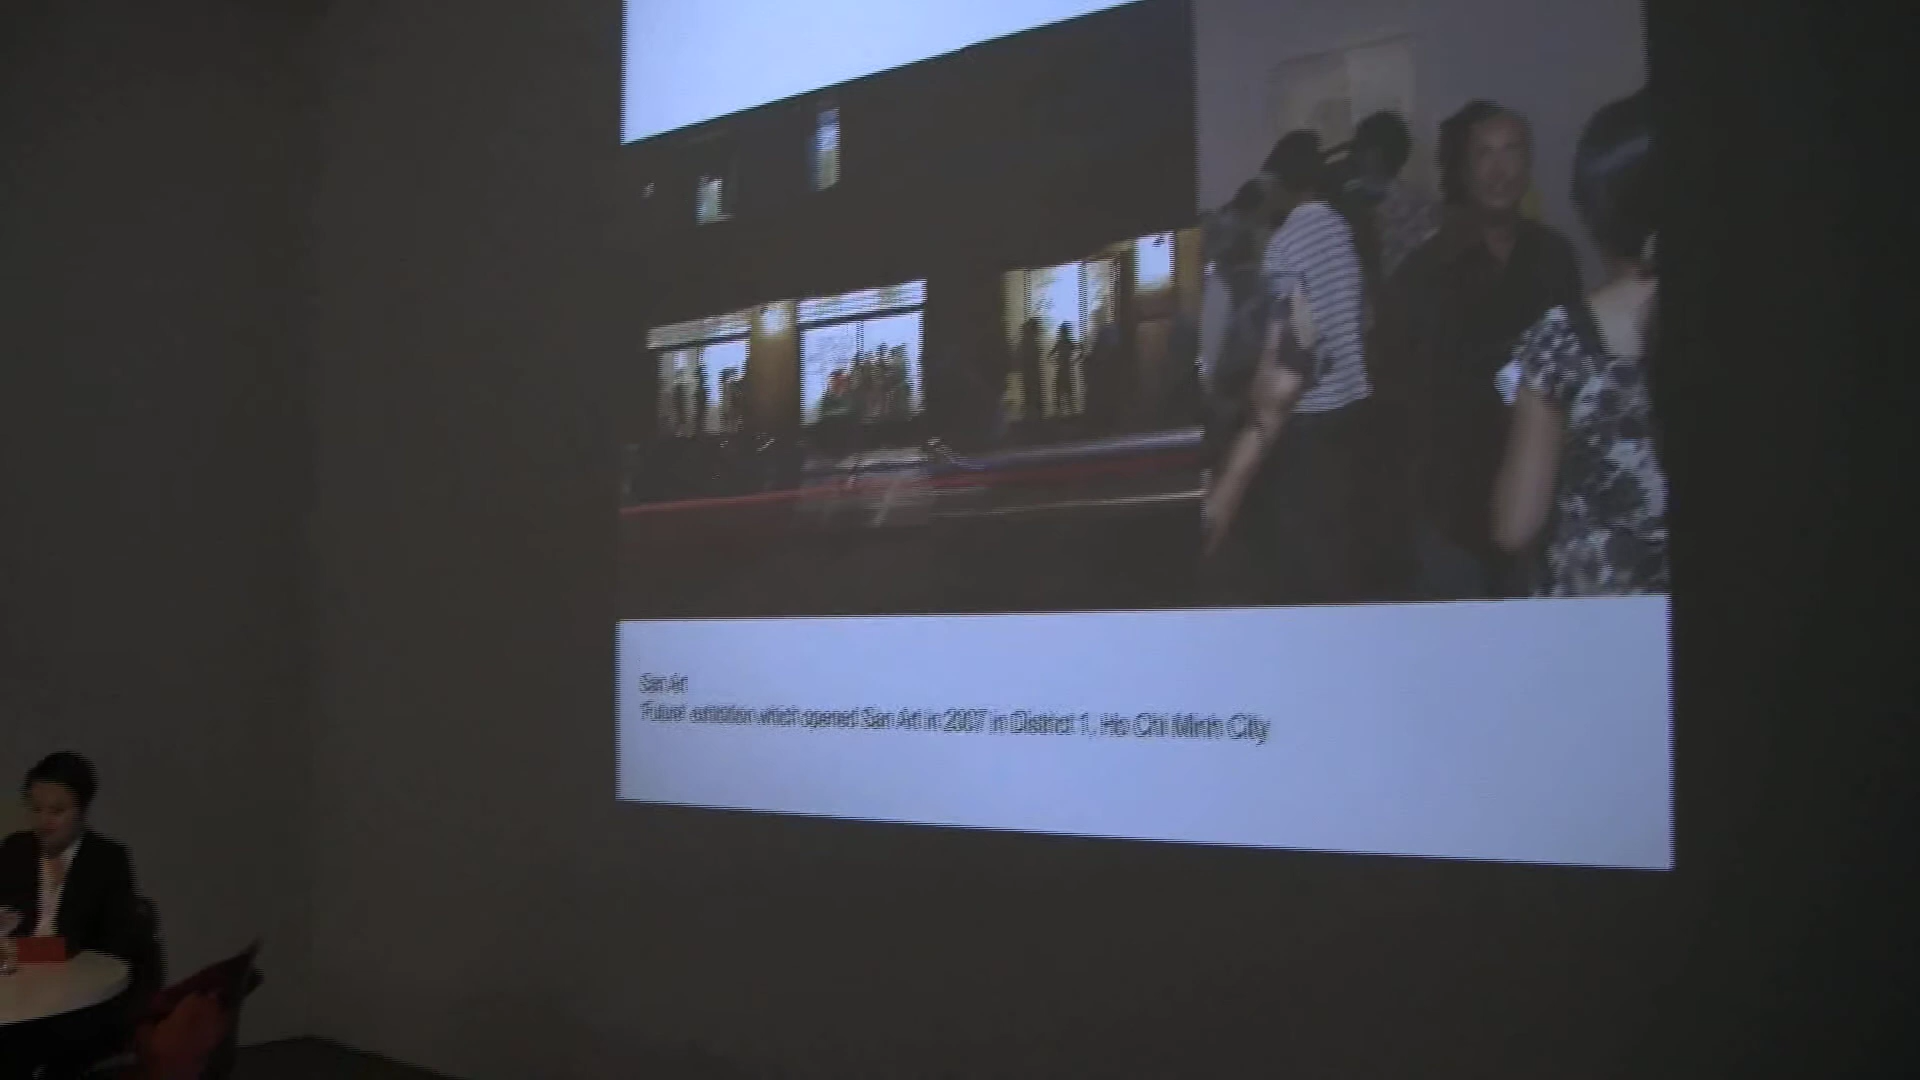 San Art
'Future' exhibition which opened San Art in 2007 in District 1, Ho Chi Minh City